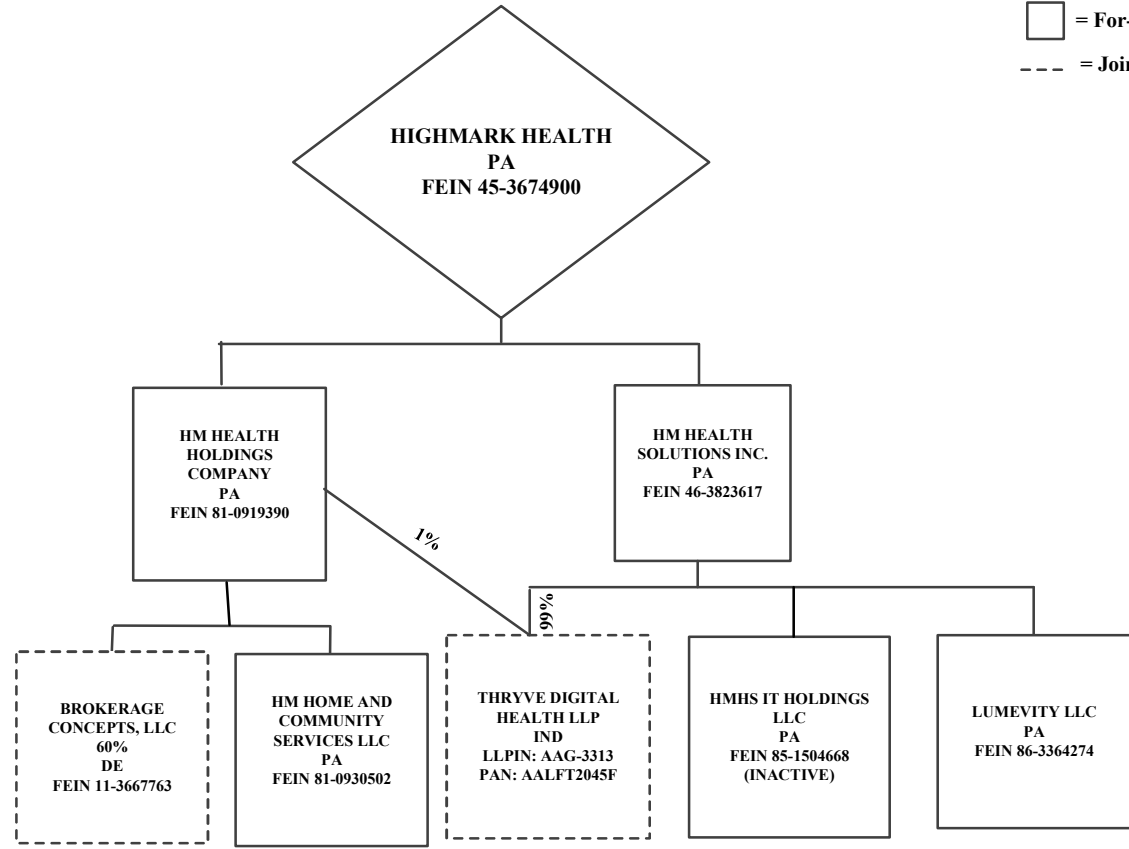 = For-
= Join
HIGHMARK HEALTH
PA
FEIN 45-3674900
HM HEALTH
HOLDINGS
COMPANY
PA
FEIN 81-0919390
HM HEALTH
SOLUTIONS INC.
PA
FEIN 46-3823617
1%
99%
BROKERAGE
CONCEPTS, LLC
60%
DE
FEIN 11-3667763
HM HOME AND
COMMUNITY
SERVICES LLC
PA
FEIN 81-0930502
THRYVE DIGITAL
HEALTH LLP
IND
LLPIN: AAG-3313
PAN: AALFT2045F
HMHS IT HOLDINGS
LLC
PA
FEIN 85-1504668
(INACTIVE)
LUMEVITY LLC
PA
FEIN 86-3364274